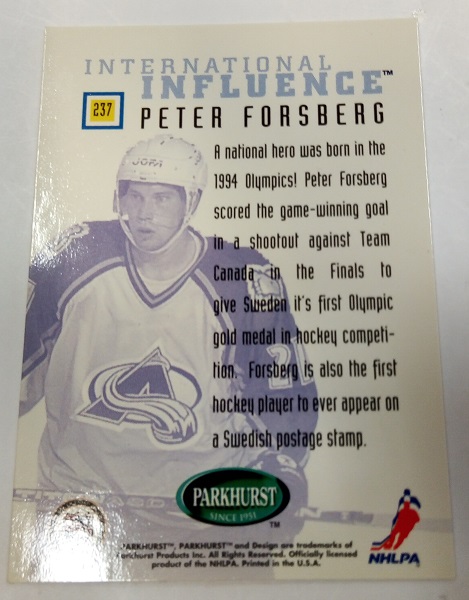 INTERNATIONAL
INFLUENCE™
237
PETER FORSBERG
JOFA
A national hero was born in the
1994 Olympics! Peter Forsberg
scored the game-winning goal
in a shootout against Team
Canada in the Finals to
give Sweden it's first Olympic
gold medal in hockey competi-
tion. Forsberg is also the first
hockey player to ever appear on
a Swedish postage stamp.
PARKHURST
SINCE 1951
™
PARKHURST™, PARKHURST™ and Design are trademarks of
Parkhurst Products Inc. All Rights Reserved. Officially licensed
product of the NHLPA. Printed in the U.S.A.
NHLPA